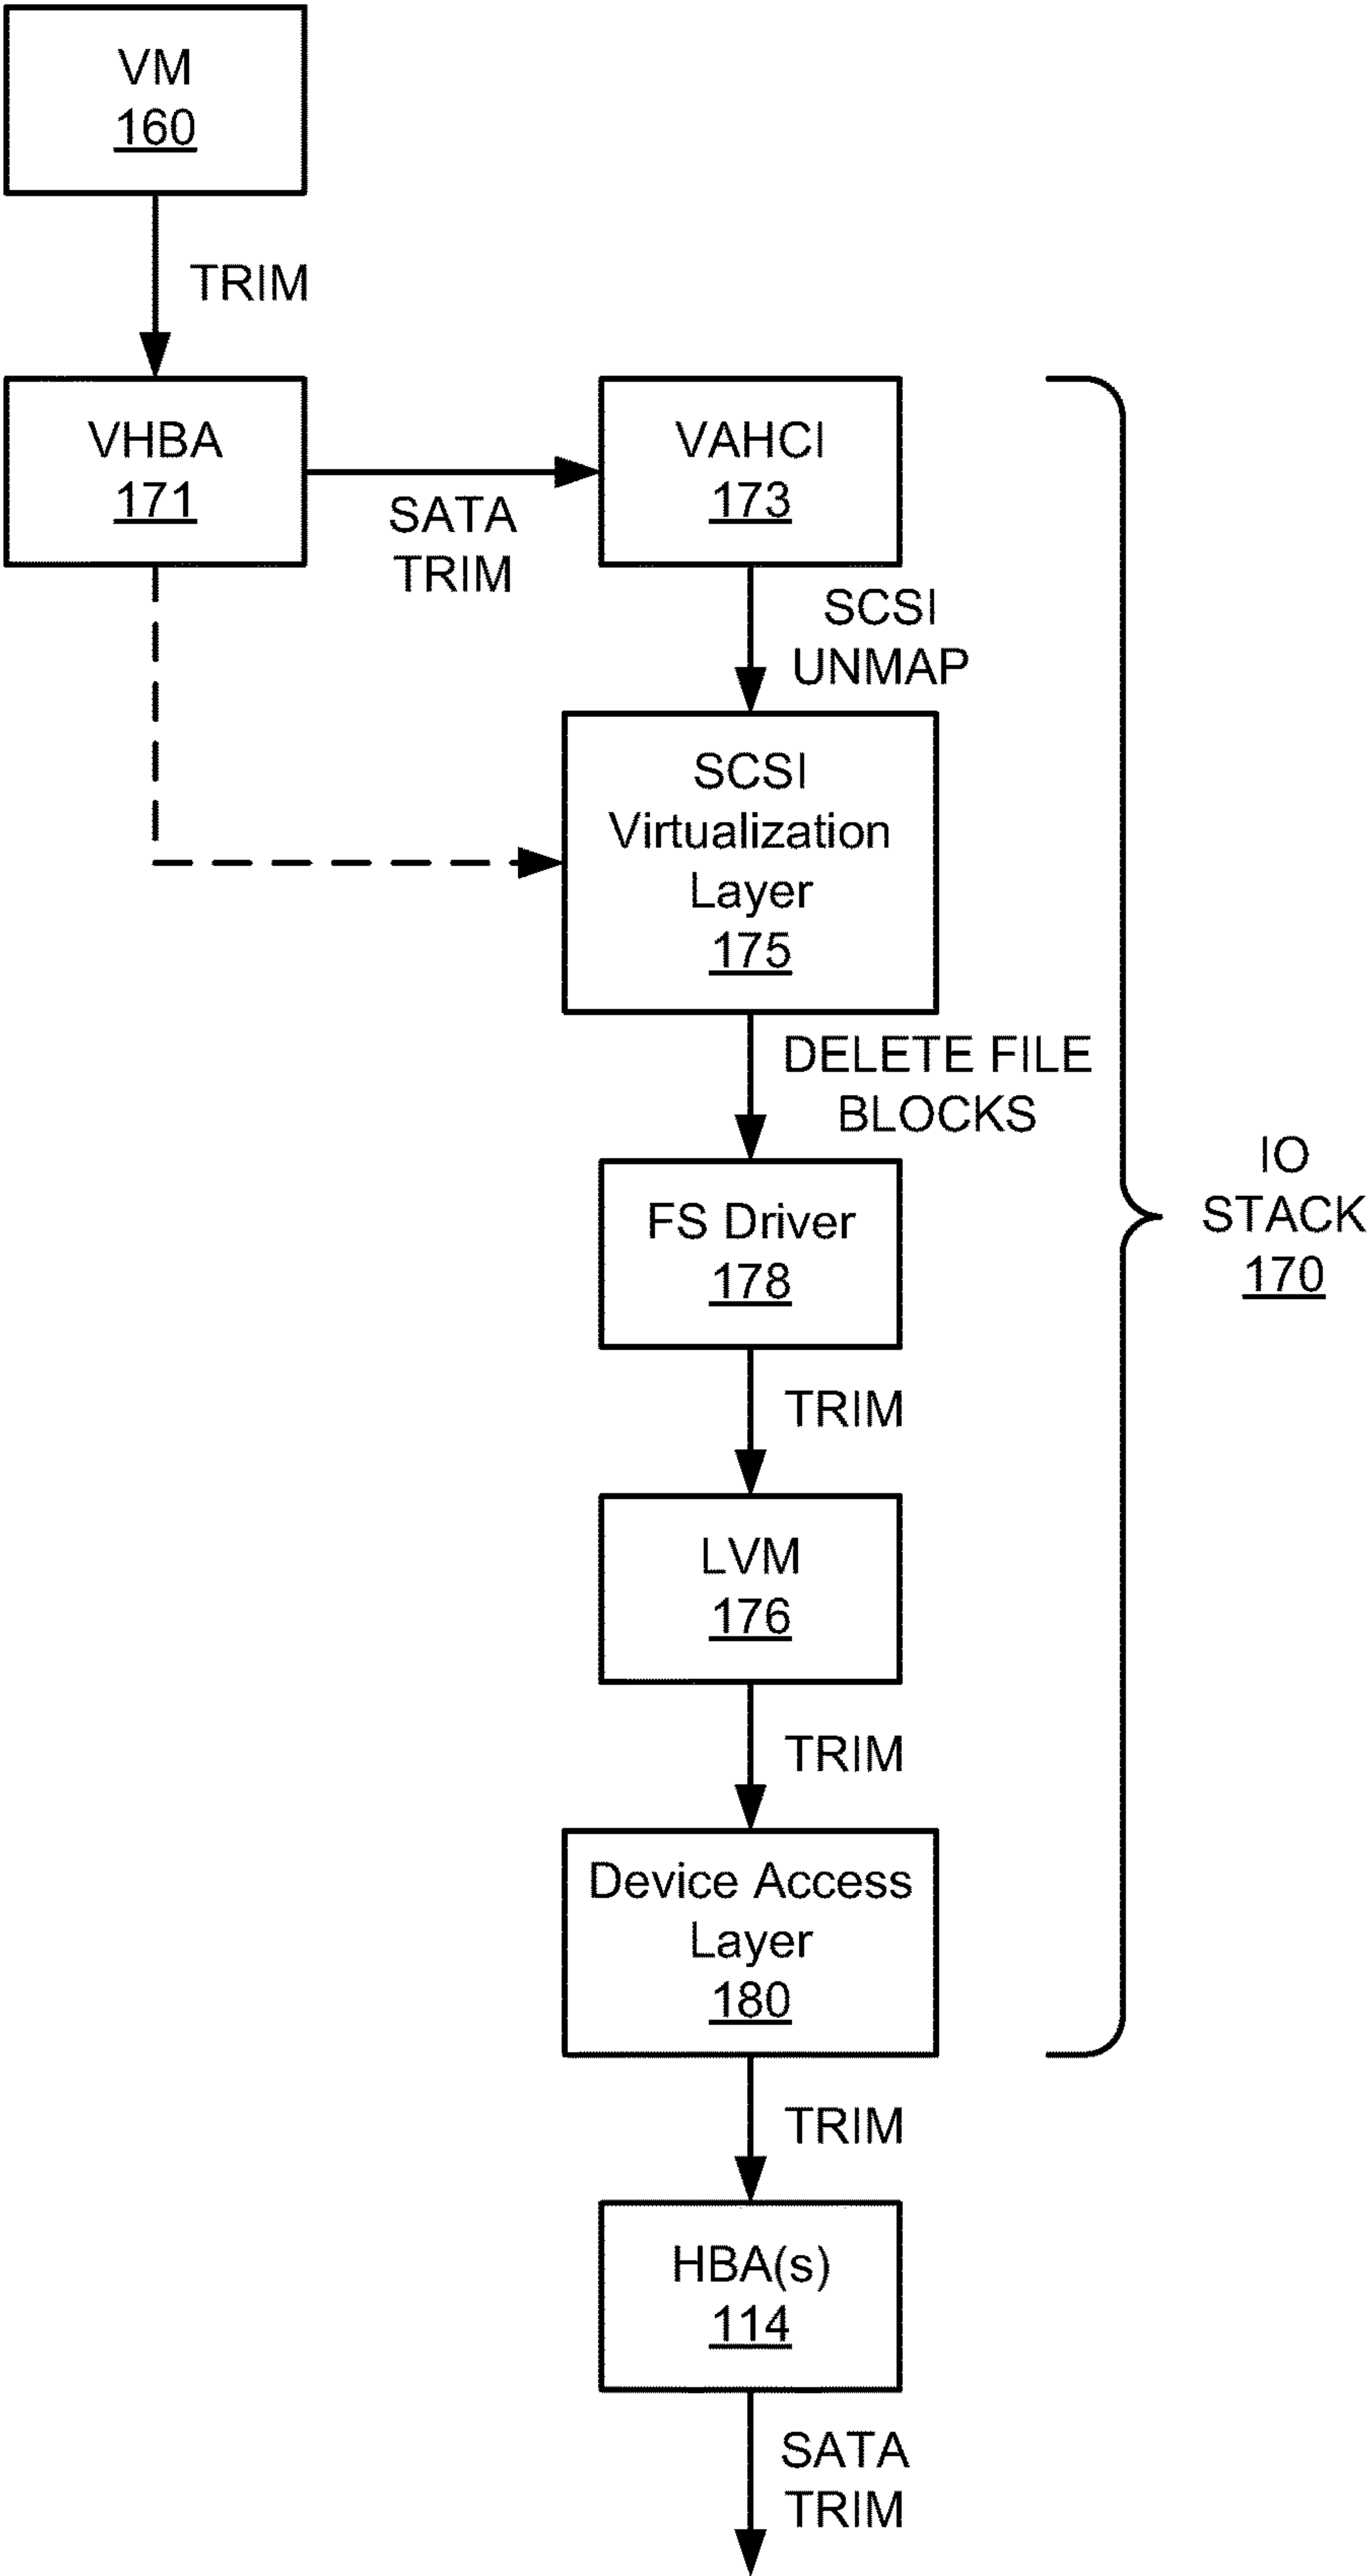 VM
160
TRIM
VHBA
171
SATA
TRIM
VAHCI
173
SCSI
UNMAP
SCSI
Virtualization
Layer
175
DELETE FILE
BLOCKS
FS Driver
178
IO
STACK
170
TRIM
LVM
176
TRIM
Device Access
Layer
180
TRIM
HBA(s)
114
SATA
TRIM